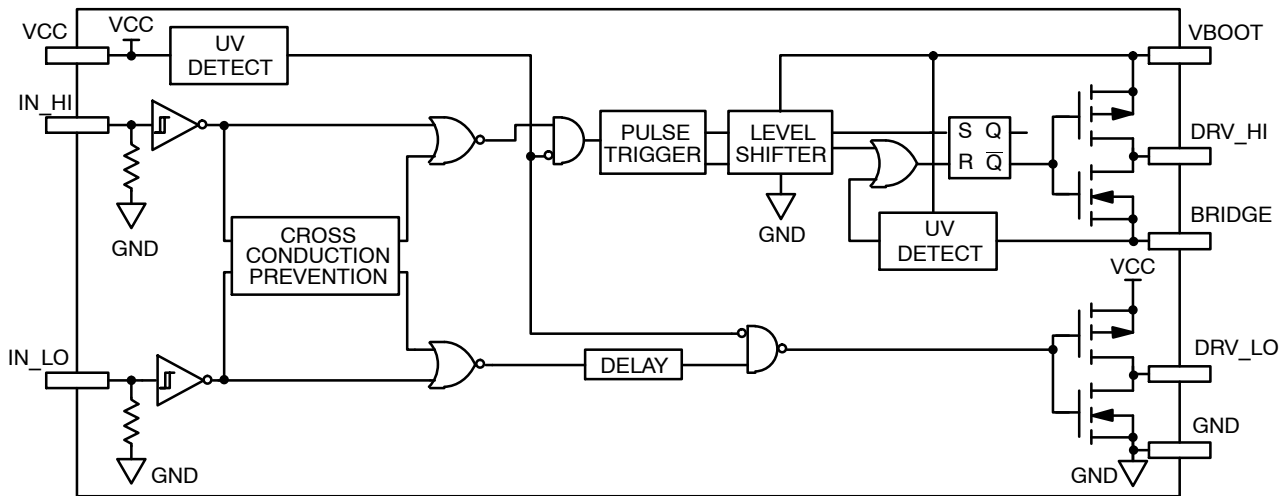 VCC
VCC
UV
DETECT
VBOOT
IN_HI
PULSE
TRIGGER
LEVEL
SHIFTER
S Q
R Q̅
DRV_HI
GND
GND
UV
DETECT
BRIDGE
CROSS
CONDUCTION
PREVENTION
VCC
IN_LO
DELAY
DRV_LO
GND
GND
GND